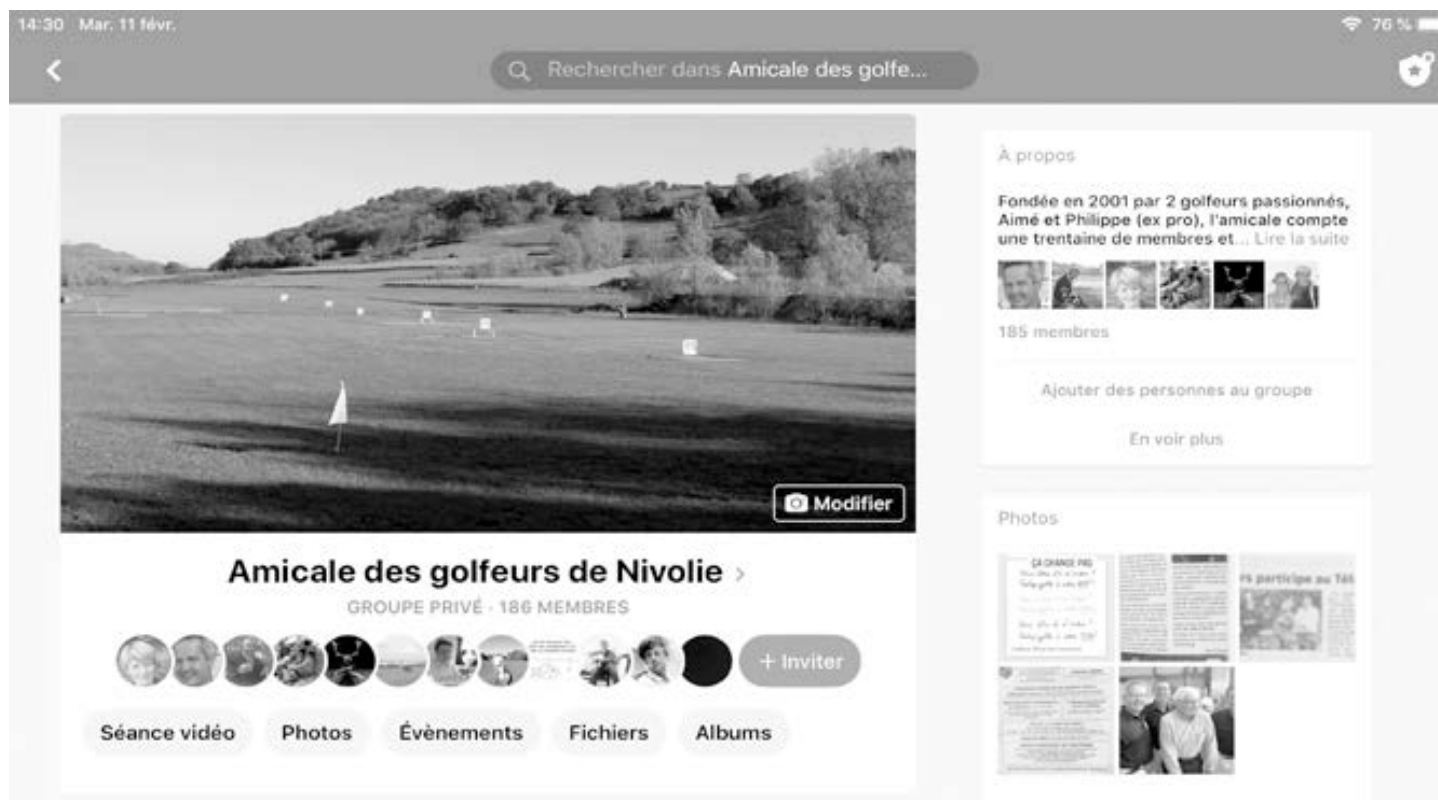 14:30 Mar. 11 févr.
76 %
Rechercher dans Amicale des golfe...
Modifier
Amicale des golfeurs de Nivolie >
GROUPE PRIVÉ · 186 MEMBRES
+ Inviter
Séance vidéo
Photos
Évènements
Fichiers
Albums
À propos
Fondée en 2001 par 2 golfeurs passionnés,
Aimé et Philippe (ex pro), l'amicale compte
une trentaine de membres et... Lire la suite
185 membres
Ajouter des personnes au groupe
En voir plus
Photos
ÇA CHANGE PAS
rs participe au Tél